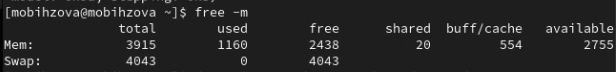 [mobihzova@mobihzova ~]$ free -m
total used free shared buff/cache available
Mem: 3915 1160 2438 20 554 2755
Swap: 4043 0 4043